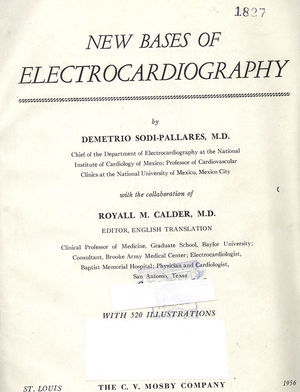 1827
NEW BASES OF
ELECTROCARDIOGRAPHY
by
DEMETRIO SODI-PALLARES, M.D.
Chief of the Department of Electrocardiography at the National
Institute of Cardiology of Mexico; Professor of Cardiovascular
Clinics at the National University of Mexico, Mexico City
with the collaboration of
ROYALL M. CALDER, M.D.
EDITOR, ENGLISH TRANSLATION
Clinical Professor of Medicine, Graduate School, Baylor University;
Consultant, Brooke Army Medical Center; Electrocardiologist,
Baptist Memorial Hospital; Physician and Cardiologist,
San Antonio, Texas
WITH 520 ILLUSTRATIONS
ST. LOUIS THE C. V. MOSBY COMPANY 1956